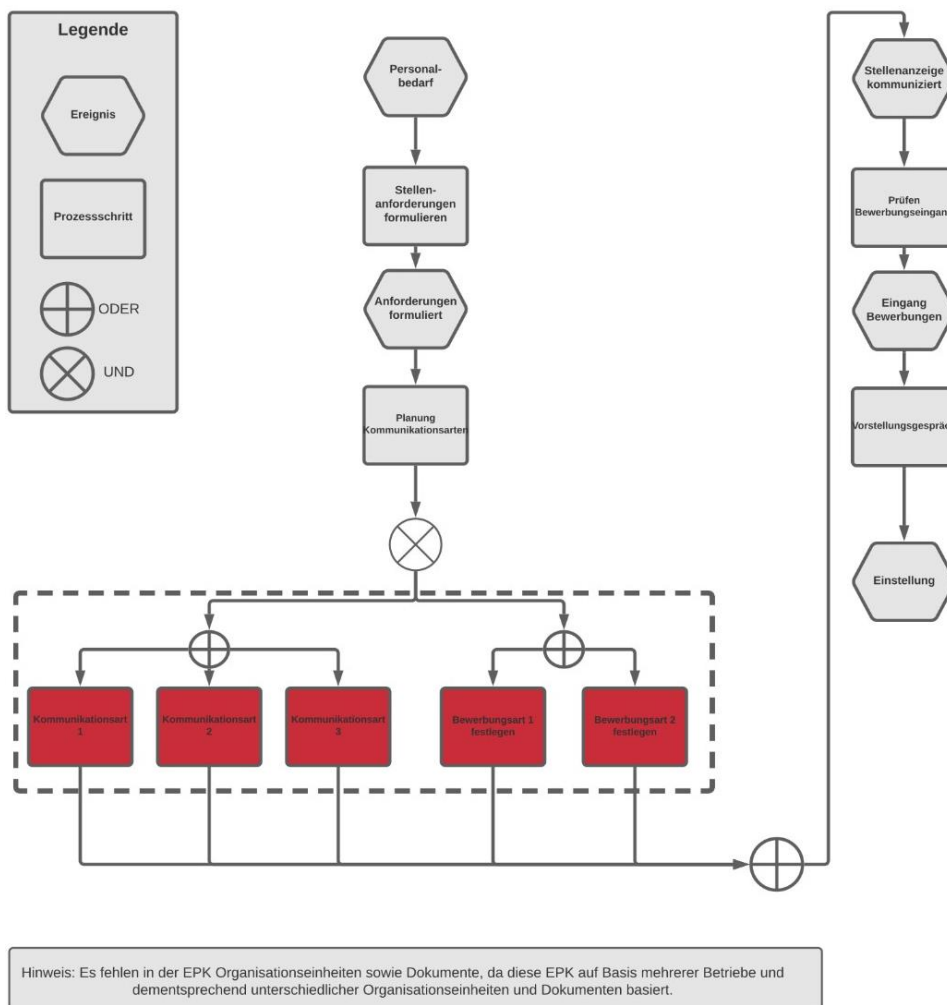 Legende
Ereignis
Prozessschritt
ODER
UND
Personal-
bedarf
Stellen-
anforderungen
formulieren
Anforderungen
formuliert
Planung
Kommunikationsarten
Kommunikationsart
1
Kommunikationsart
2
Kommunikationsart
3
Bewerbungsart 1
festlegen
Bewerbungsart 2
festlegen
Stellenanzeige
kommuniziert
Prüfen
Bewerbungseingan
Eingang
Bewerbungen
Vorstellungsgespräc
Einstellung
Hinweis: Es fehlen in der EPK Organisationseinheiten sowie Dokumente, da diese EPK auf Basis mehrerer Betriebe und
dementsprechend unterschiedlicher Organisationseinheiten und Dokumenten basiert.